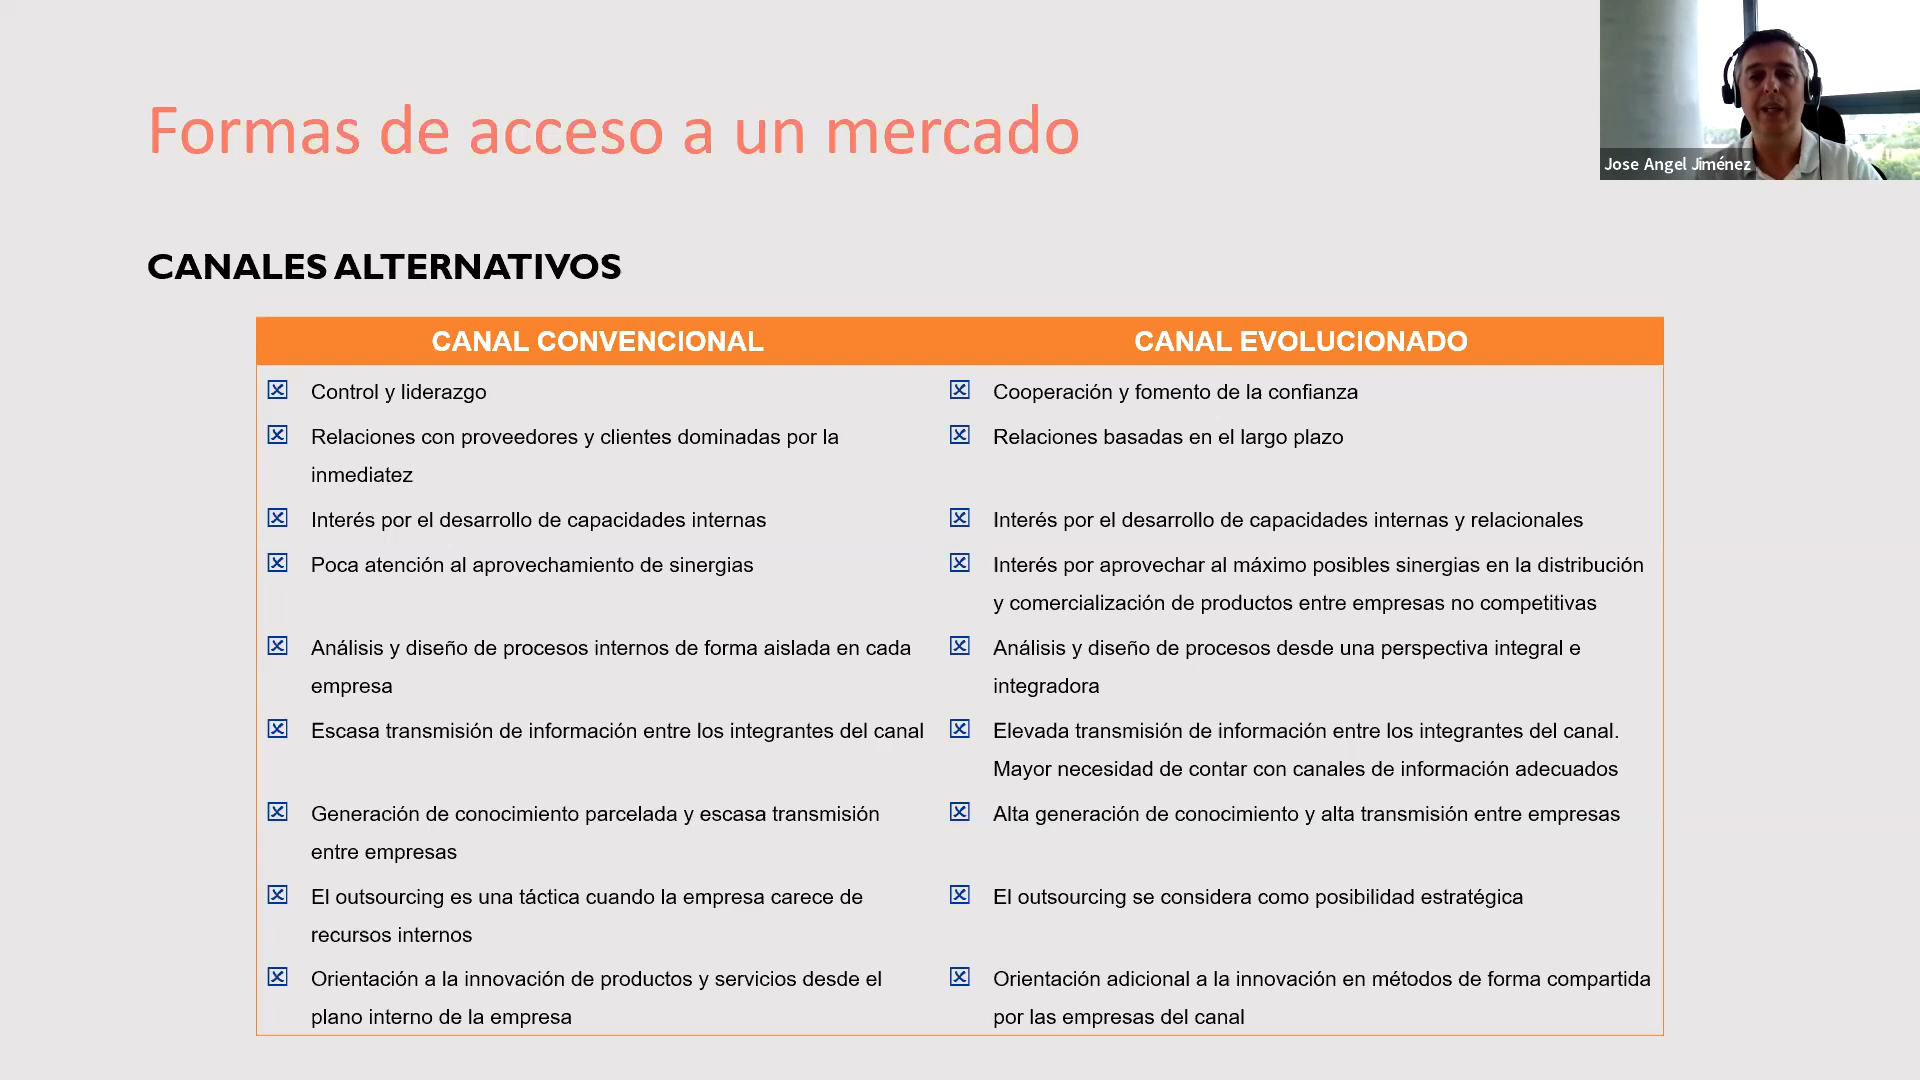 Formas de acceso a un mercado
Jose Angel Jiménez
CANALES ALTERNATIVOS
CANAL CONVENCIONAL
CANAL EVOLUCIONADO
Control y liderazgo
Cooperación y fomento de la confianza
Relaciones con proveedores y clientes dominadas por la
inmediatez
Relaciones basadas en el largo plazo
Interés por el desarrollo de capacidades internas
Interés por el desarrollo de capacidades internas y relacionales
Poca atención al aprovechamiento de sinergias
Interés por aprovechar al máximo posibles sinergias en la distribución
y comercialización de productos entre empresas no competitivas
Análisis y diseño de procesos internos de forma aislada en cada
empresa
Análisis y diseño de procesos desde una perspectiva integral e
integradora
Escasa transmisión de información entre los integrantes del canal
Elevada transmisión de información entre los integrantes del canal.
Mayor necesidad de contar con canales de información adecuados
Generación de conocimiento parcelada y escasa transmisión
entre empresas
Alta generación de conocimiento y alta transmisión entre empresas
El outsourcing es una táctica cuando la empresa carece de
recursos internos
El outsourcing se considera como posibilidad estratégica
Orientación a la innovación de productos y servicios desde el
plano interno de la empresa
Orientación adicional a la innovación en métodos de forma compartida
por las empresas del canal